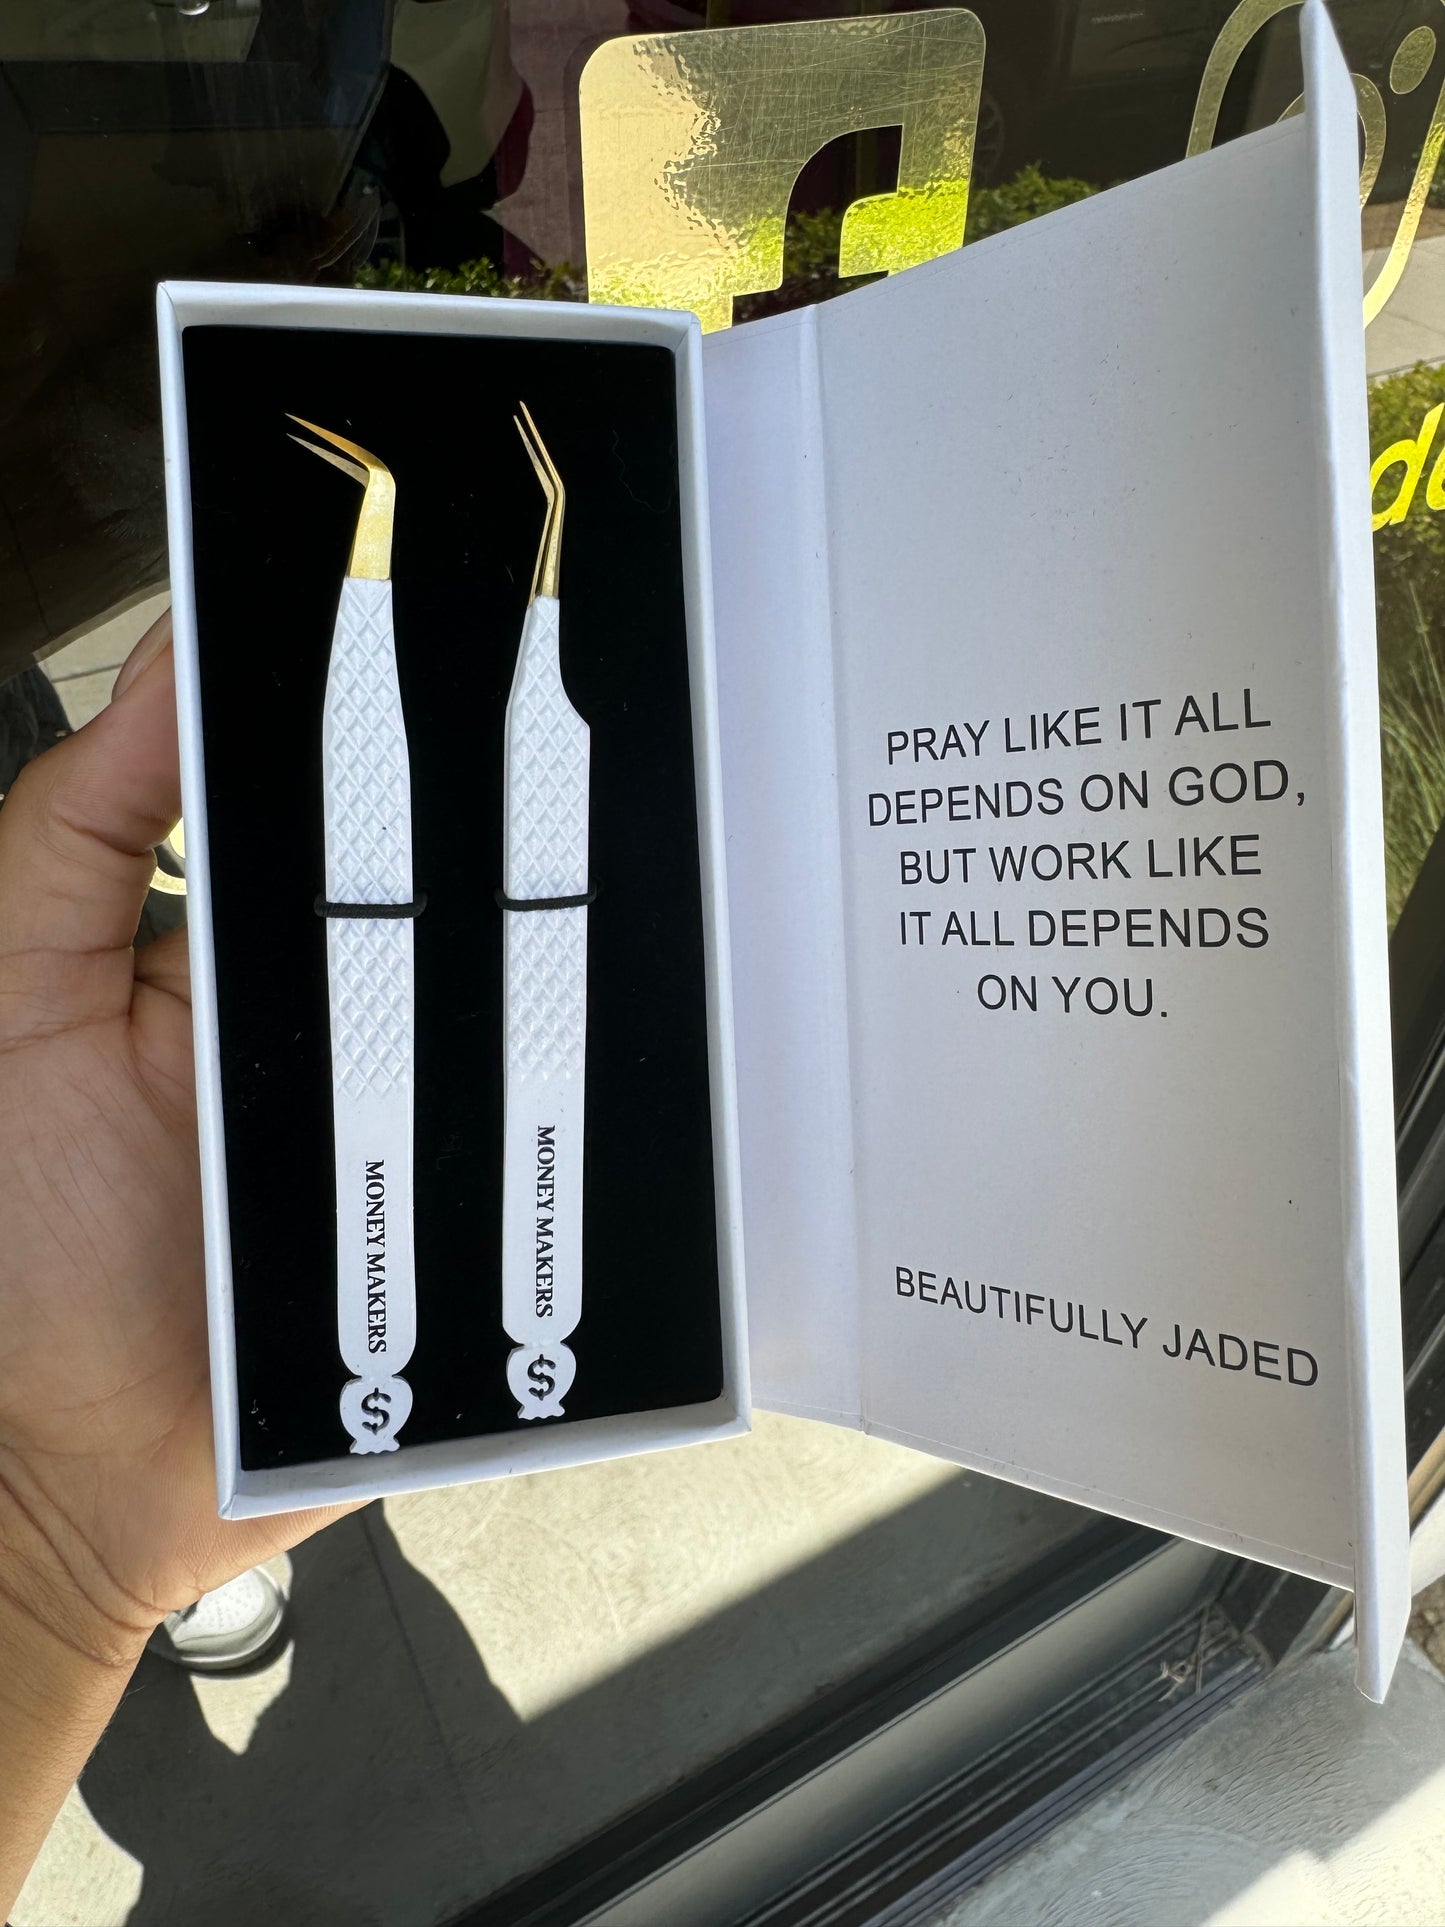 MONEY MAKERS
$
MONEY MAKERS
$
PRAY LIKE IT ALL
DEPENDS ON GOD,
BUT WORK LIKE
IT ALL DEPENDS
ON YOU.
BEAUTIFULLY JADED